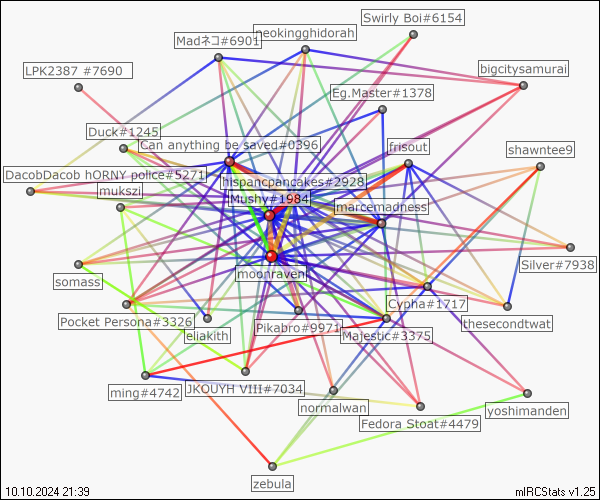 Swirly Boi#6154
neokingghidorah
Madネコ#6901
LPK2387 #7690
bigcitysamurai
Eg.Master#1378
Duck#1245
Can anything be saved#0396
frisout
shawntee9
DacobDacob hORNY police#5271
hispancpancakes#2928
mukszi
Mushy#1984
marcemadness
moonraven
somass
Silver#7938
Cypha#1717
Pocket Persona#3326
eliakith
Pikabro#9971
Majestic#3375
thesecondtwat
ming#4742
JKOUYH VIII#7034
normalwan
yoshimanden
Fedora Stoat#4479
zebula
10.10.2024 21:39
mIRCStats v1.25